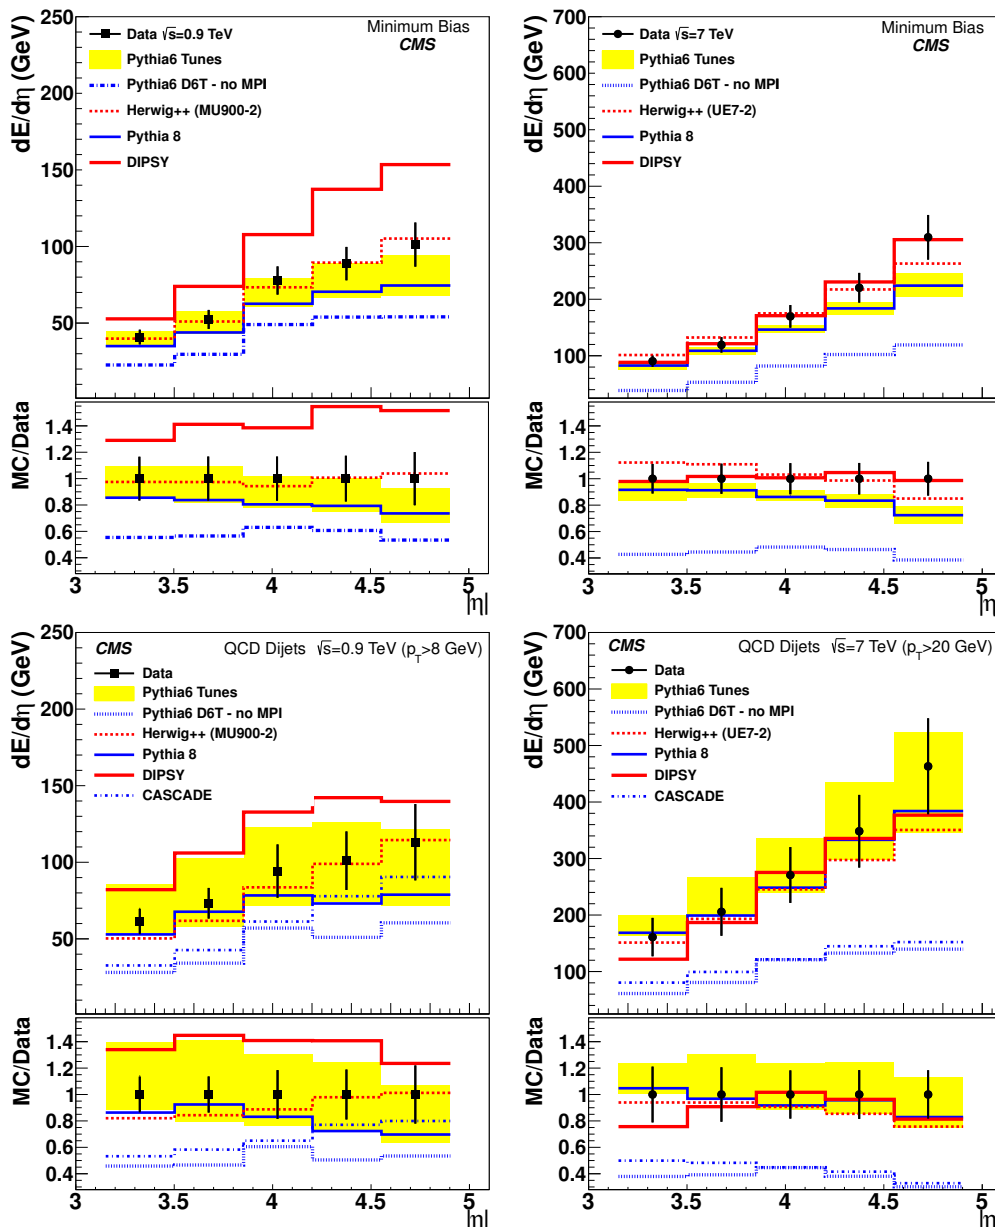 dE/dη (GeV)
250
200
150
100
50
Minimum Bias
CMS
Data √s=0.9 TeV
Pythia6 Tunes
Pythia6 D6T - no MPI
Herwig++ (MU900-2)
Pythia 8
DIPSY
MC/Data
1.4
1.2
1
0.8
0.6
0.4
3 3.5 4 4.5 5
|η|
dE/dη (GeV)
700
600
500
400
300
200
100
Minimum Bias
CMS
Data √s=7 TeV
Pythia6 Tunes
Pythia6 D6T - no MPI
Herwig++ (UE7-2)
Pythia 8
DIPSY
MC/Data
1.4
1.2
1
0.8
0.6
0.4
3 3.5 4 4.5 5
|η|
dE/dη (GeV)
250
200
150
100
50
CMS QCD Dijets √s=0.9 TeV (p_T>8 GeV)
Data
Pythia6 Tunes
Pythia6 D6T - no MPI
Herwig++ (MU900-2)
Pythia 8
DIPSY
CASCADE
MC/Data
1.4
1.2
1
0.8
0.6
0.4
3 3.5 4 4.5 5
|η|
dE/dη (GeV)
700
600
500
400
300
200
100
CMS QCD Dijets √s=7 TeV (p_T>20 GeV)
Data
Pythia6 Tunes
Pythia6 D6T - no MPI
Herwig++ (UE7-2)
Pythia 8
DIPSY
CASCADE
MC/Data
1.4
1.2
1
0.8
0.6
0.4
3 3.5 4 4.5 5
|η|